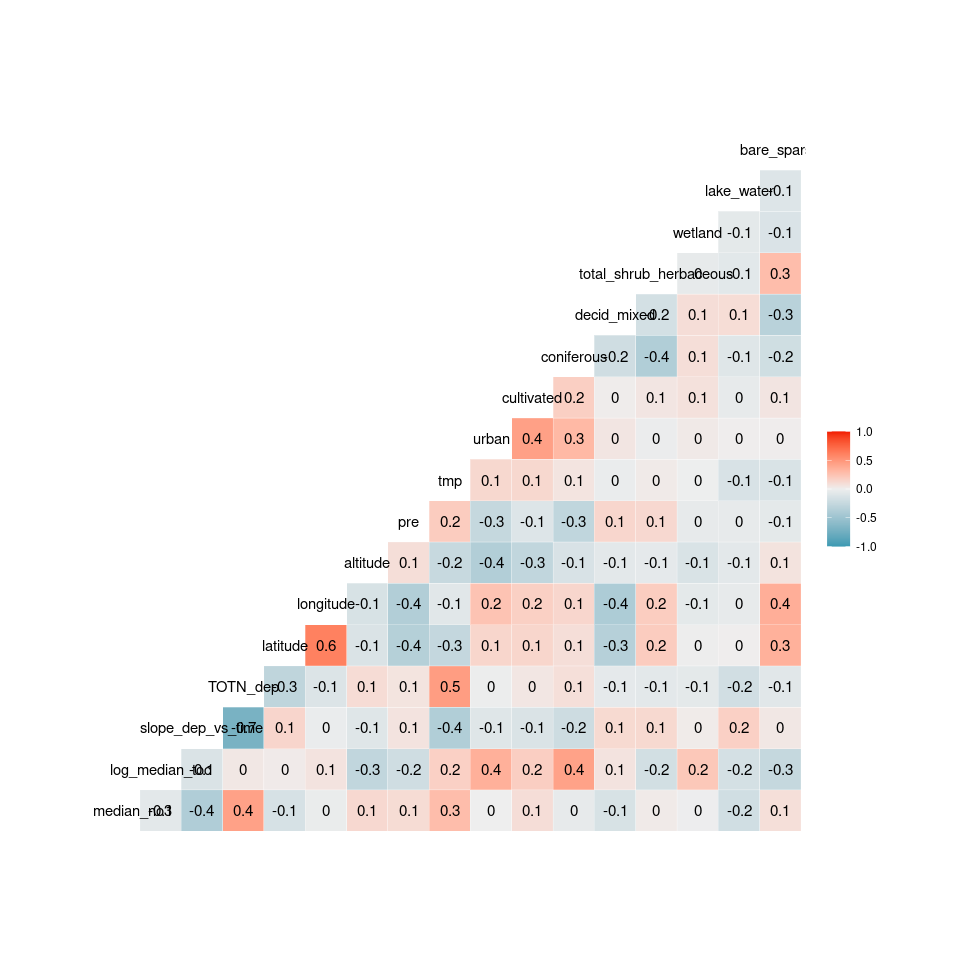 bare_spar
lake_water -0.1
wetland -0.1 -0.1
total_shrub_herbaceous 0 -0.1 0.3
decid_mixed -0.2 0.1 0.1 -0.3
coniferous -0.2 -0.4 0.1 -0.1 -0.2
cultivated 0.2 0 0.1 0.1 0 0.1
urban 0.4 0.3 0 0 0 0 0
tmp 0.1 0.1 0.1 0 0 0 -0.1 -0.1
pre 0.2 -0.3 -0.1 -0.3 0.1 0.1 0 0 -0.1
altitude 0.1 -0.2 -0.4 -0.3 -0.1 -0.1 -0.1 -0.1 0.1
longitude -0.1 -0.4 -0.1 0.2 0.2 0.1 -0.4 0.2 -0.1 0 0.4
latitude 0.6 -0.1 -0.4 -0.3 0.1 0.1 0.1 -0.3 0.2 0 0 0.3
TOTN_dep -0.3 -0.1 0.1 0.1 0.5 0 0 0.1 -0.1 -0.1 -0.1 -0.2 -0.1
slope_dep_vs_time -0.7 0.1 0 -0.1 0.1 -0.4 -0.1 -0.1 -0.2 0.1 0.1 0 0.2 0
log_median_toc -0.1 0 0 0.1 -0.3 -0.2 0.2 0.4 0.2 0.4 0.1 -0.2 0.2 -0.2 -0.3
median_no3 -0.1 -0.4 0.4 -0.1 0 0.1 0.1 0.3 0 0.1 0 -0.1 0 0 -0.2 0.1
1.0
0.5
0.0
-0.5
-1.0